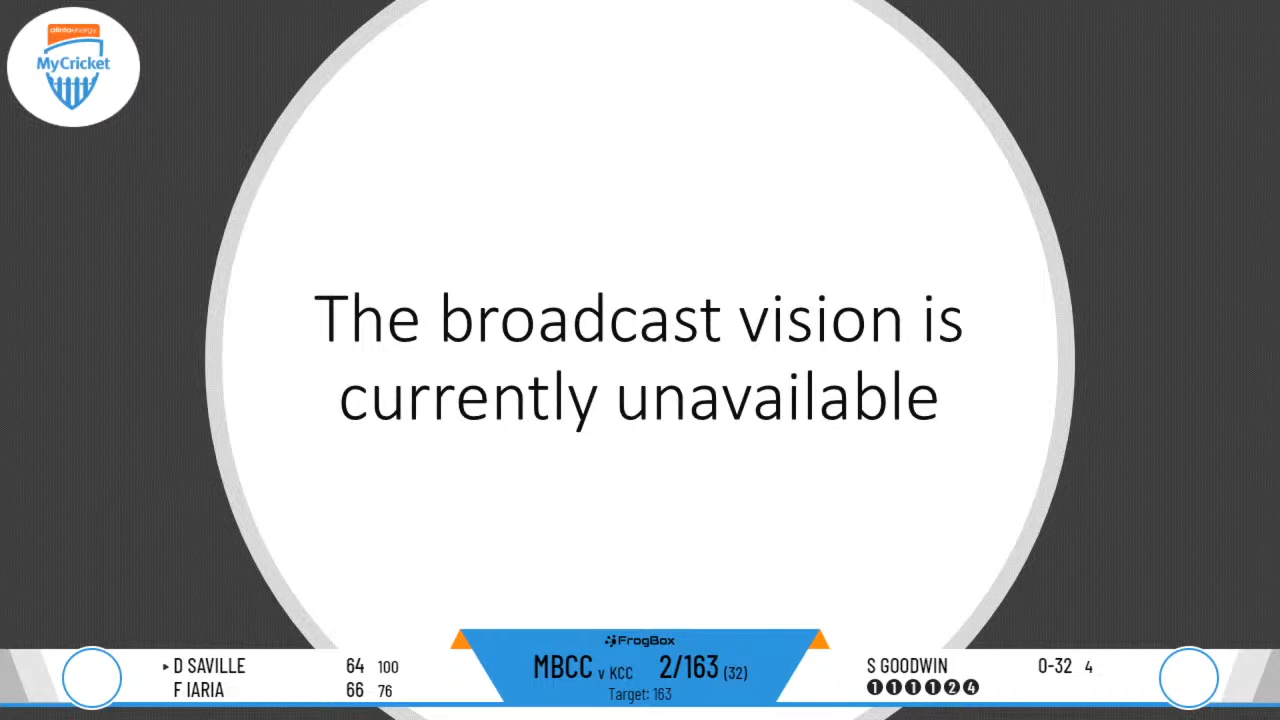 alintaenergy
MyCricket
The broadcast vision is
currently unavailable
FrogBox
D SAVILLE 64 100
F IARIA 66 76
MBCC v KCC 2/163 (32)
Target: 163
S GOODWIN 0-32 4
1 1 1 1 2 4